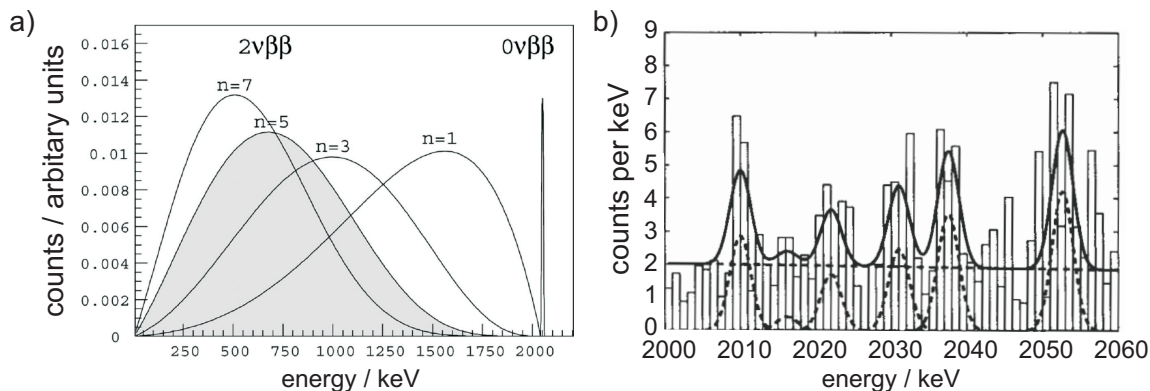 a)
counts / arbitary units
0.016
0.014
0.012
0.01
0.008
0.006
0.004
0.002
0
2νββ
0νββ
n=7
n=5
n=3
n=1
250 500 750 1000 1250 1500 1750 2000
energy / keV
b)
counts per keV
9
8
7
6
5
4
3
2
1
0
2000 2010 2020 2030 2040 2050 2060
energy / keV